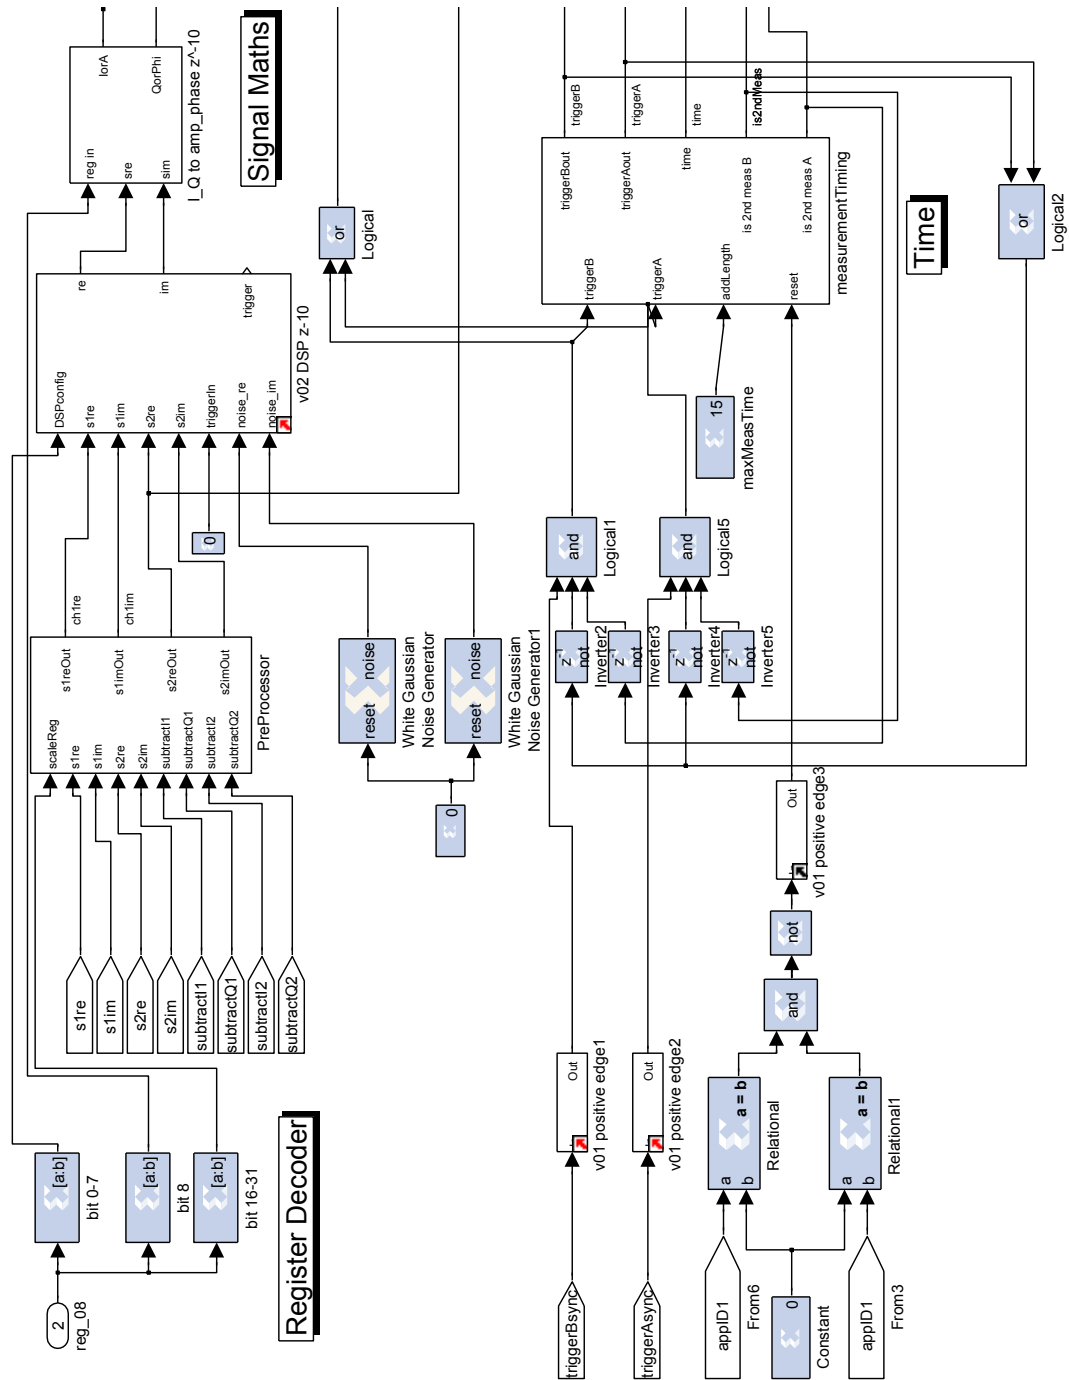 2
reg_08
[a:b]
bit 0-7
[a:b]
bit 8
[a:b]
bit 16-31
Register Decoder
s1re
s1im
s2re
s2im
subtractI1
subtractQ1
subtractI2
subtractQ2
scaleReg
s1re
s1im
s2re
s2im
subtractI1
subtractQ1
subtractI2
subtractQ2
s1reOut
s1imOut
s2reOut
s2imOut
PreProcessor
ch1re
ch1im
0
0
reset
noise
White Gaussian
Noise Generator
reset
noise
White Gaussian
Noise Generator1
DSPconfig
s1re
s1im
s2re
s2im
triggerIn
noise_re
noise_im
re
im
trigger
v02 DSP z-10
reg in
sre
sim
IorA
QorPhi
I_Q to amp_phase z^-10
Signal Maths
or
Logical
triggerBsync
triggerAsync
Out
v01 positive edge1
Out
v01 positive edge2
appID1
From6
0
Constant
appID1
From3
a
b
a = b
Relational
a
b
a = b
Relational1
and
not
Out
v01 positive edge3
z-1
not
Inverter2
z-1
not
Inverter3
z-1
not
Inverter4
z-1
not
Inverter5
and
Logical1
and
Logical5
15
maxMeasTime
triggerB
triggerA
addLength
reset
triggerBout
triggerAout
time
is 2nd meas B
is 2nd meas A
measurementTiming
triggerB
triggerA
time
is2ndMeas
Time
or
Logical2